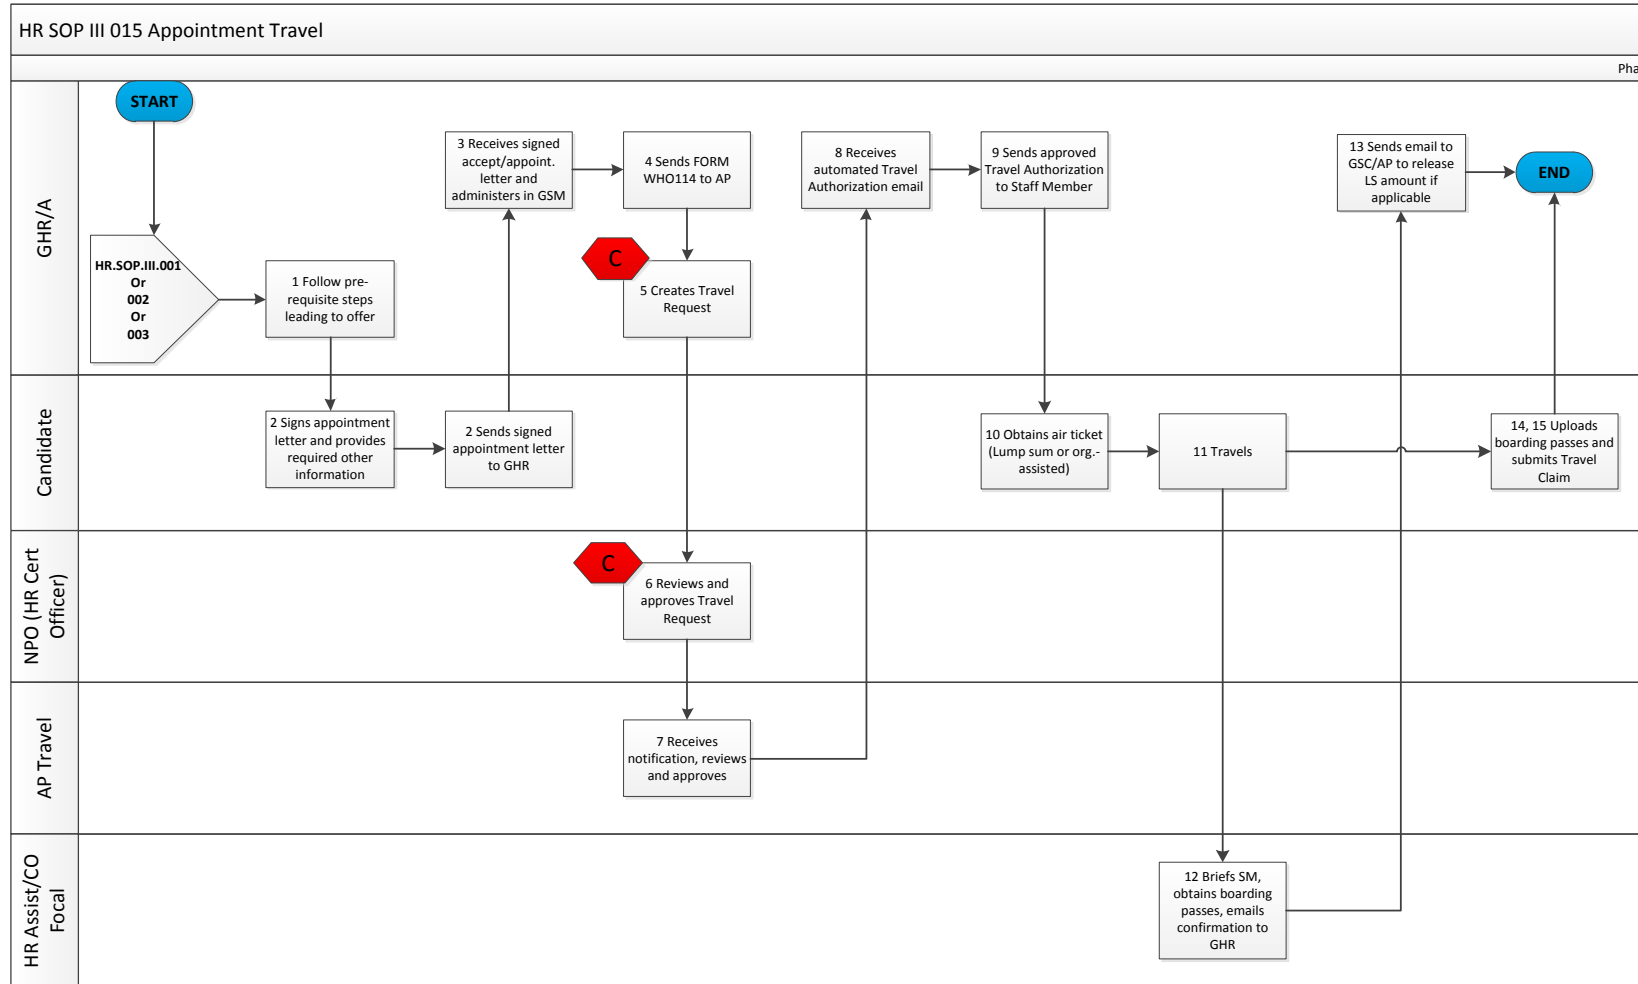 HR SOP III 015 Appointment Travel
Pha
GHR/A
START
HR.SOP.III.001
Or
002
Or
003
1 Follow pre-
requisite steps
leading to offer
3 Receives signed
accept/appoint.
letter and
administers in GSM
4 Sends FORM
WHO114 to AP
C
5 Creates Travel
Request
8 Receives
automated Travel
Authorization email
9 Sends approved
Travel Authorization
to Staff Member
13 Sends email to
GSC/AP to release
LS amount if
applicable
END
Candidate
2 Signs appointment
letter and provides
required other
information
2 Sends signed
appointment letter
to GHR
10 Obtains air ticket
(Lump sum or org.-
assisted)
11 Travels
14, 15 Uploads
boarding passes and
submits Travel
Claim
NPO (HR Cert
Officer)
C
6 Reviews and
approves Travel
Request
AP Travel
7 Receives
notification, reviews
and approves
HR Assist/CO
Focal
12 Briefs SM,
obtains boarding
passes, emails
confirmation to
GHR